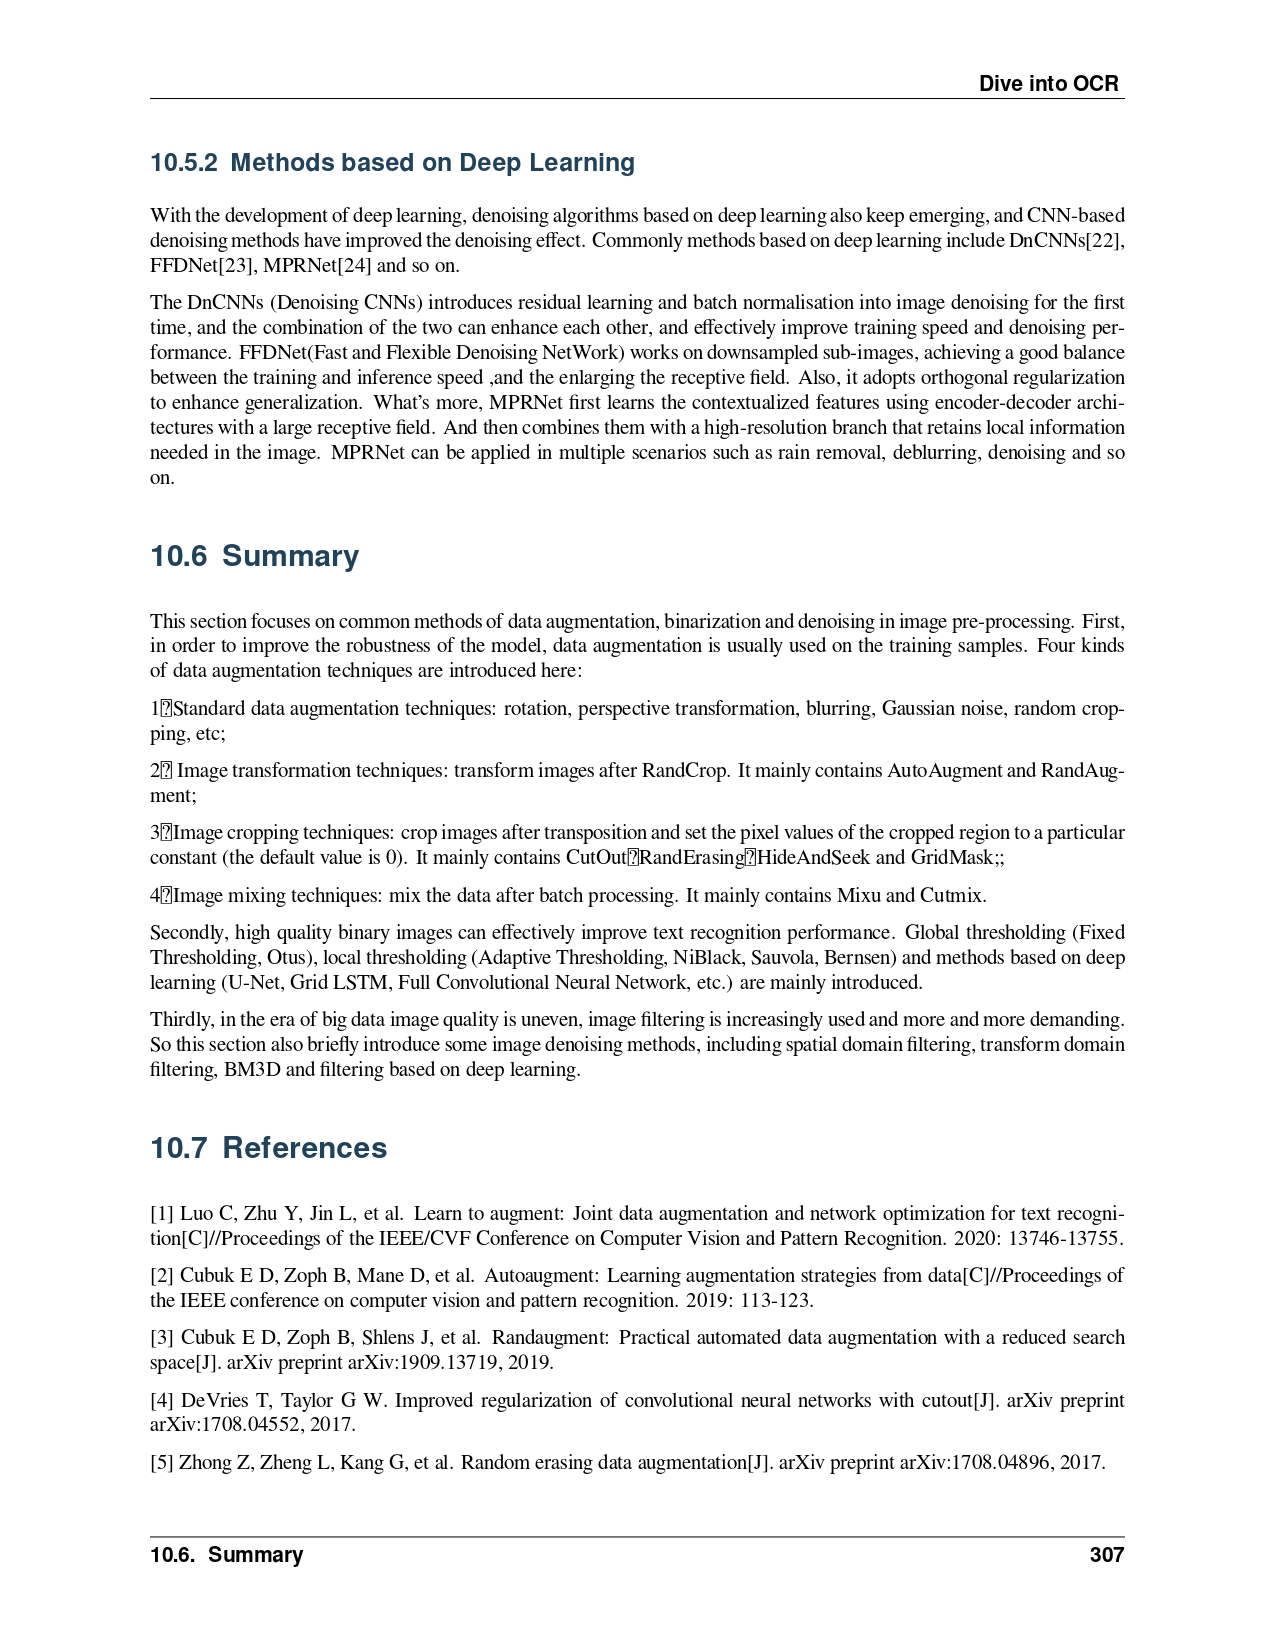 Dive into OCR
10.5.2 Methods based on Deep Learning
With the development of deep learning, denoising algorithms based on deep learning also keep emerging, and CNN-based
denoising methods have improved the denoising effect. Commonly methods based on deep learning include DnCNNs[22],
FFDNet[23], MPRNet[24] and so on.
The DnCNNs (Denoising CNNs) introduces residual learning and batch normalisation into image denoising for the first
time, and the combination of the two can enhance each other, and effectively improve training speed and denoising per-
formance. FFDNet(Fast and Flexible Denoising NetWork) works on downsampled sub-images, achieving a good balance
between the training and inference speed ,and the enlarging the receptive field. Also, it adopts orthogonal regularization
to enhance generalization. What's more, MPRNet first learns the contextualized features using encoder-decoder archi-
tectures with a large receptive field. And then combines them with a high-resolution branch that retains local information
needed in the image. MPRNet can be applied in multiple scenarios such as rain removal, deblurring, denoising and so
on.
10.6 Summary
This section focuses on common methods of data augmentation, binarization and denoising in image pre-processing. First,
in order to improve the robustness of the model, data augmentation is usually used on the training samples. Four kinds
of data augmentation techniques are introduced here:
1⍰Standard data augmentation techniques: rotation, perspective transformation, blurring, Gaussian noise, random crop-
ping, etc;
2⍰ Image transformation techniques: transform images after RandCrop. It mainly contains AutoAugment and RandAug-
ment;
3⍰Image cropping techniques: crop images after transposition and set the pixel values of the cropped region to a particular
constant (the default value is 0). It mainly contains CutOut⍰RandErasing⍰HideAndSeek and GridMask;;
4⍰Image mixing techniques: mix the data after batch processing. It mainly contains Mixu and Cutmix.
Secondly, high quality binary images can effectively improve text recognition performance. Global thresholding (Fixed
Thresholding, Otus), local thresholding (Adaptive Thresholding, NiBlack, Sauvola, Bernsen) and methods based on deep
learning (U-Net, Grid LSTM, Full Convolutional Neural Network, etc.) are mainly introduced.
Thirdly, in the era of big data image quality is uneven, image filtering is increasingly used and more and more demanding.
So this section also briefly introduce some image denoising methods, including spatial domain filtering, transform domain
filtering, BM3D and filtering based on deep learning.
10.7 References
[1] Luo C, Zhu Y, Jin L, et al. Learn to augment: Joint data augmentation and network optimization for text recogni-
tion[C]//Proceedings of the IEEE/CVF Conference on Computer Vision and Pattern Recognition. 2020: 13746-13755.
[2] Cubuk E D, Zoph B, Mane D, et al. Autoaugment: Learning augmentation strategies from data[C]//Proceedings of
the IEEE conference on computer vision and pattern recognition. 2019: 113-123.
[3] Cubuk E D, Zoph B, Shlens J, et al. Randaugment: Practical automated data augmentation with a reduced search
space[J]. arXiv preprint arXiv:1909.13719, 2019.
[4] DeVries T, Taylor G W. Improved regularization of convolutional neural networks with cutout[J]. arXiv preprint
arXiv:1708.04552, 2017.
[5] Zhong Z, Zheng L, Kang G, et al. Random erasing data augmentation[J]. arXiv preprint arXiv:1708.04896, 2017.
10.6. Summary 307